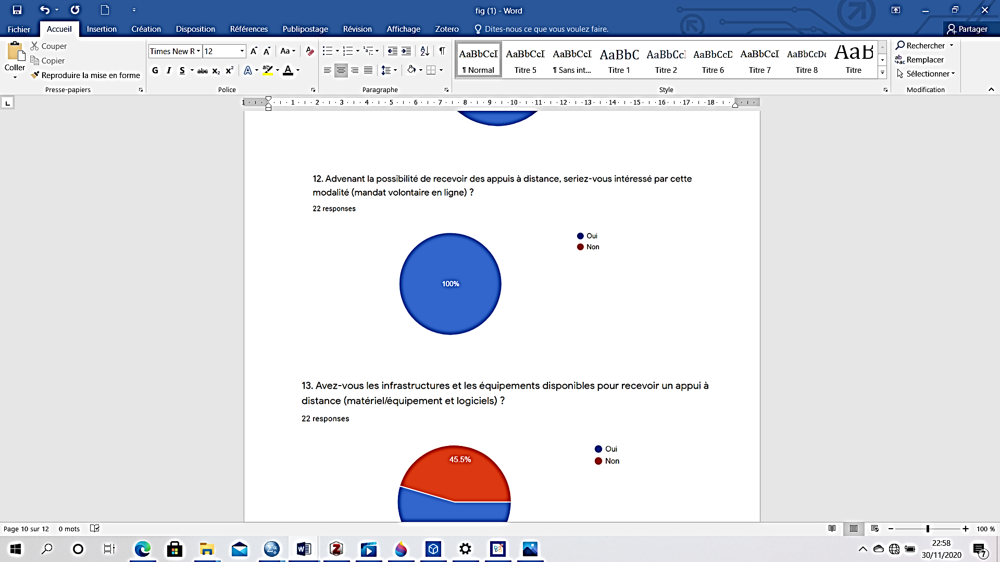 fig (1) - Word
Fichier Accueil Insertion Création Disposition Références Publipostage Révision Affichage Zotero Dites-nous ce que vous voulez faire. Partager
Coller
Couper
Copier
Reproduire la mise en forme
Presse-papiers
Times New R 12
G I S abc X₂ X²
Police
Paragraphe
AaBbCcI AaBbCcI AaBbCcI AaBbC AaBbCcl AaBbCcD AaBbCcI AaBbCcDc AaB
¶ Normal Titre 5 ¶ Sans int... Titre 1 Titre 2 Titre 6 Titre 7 Titre 8 Titre
Style
Rechercher
Remplacer
Sélectionner
Modification
1 1 2 3 4 5 6 7 8 9 10 11 12 13 14 15 16 17 18
12. Advenant la possibilité de recevoir des appuis à distance, seriez-vous intéressé par cette
modalité (mandat volontaire en ligne) ?
22 responses
Oui
Non
100%
13. Avez-vous les infrastructures et les équipements disponibles pour recevoir un appui à
distance (matériel/équipement et logiciels) ?
22 responses
Oui
Non
45.5%
Page 10 sur 12 0 mots 100 %
22:58
30/11/2020
7